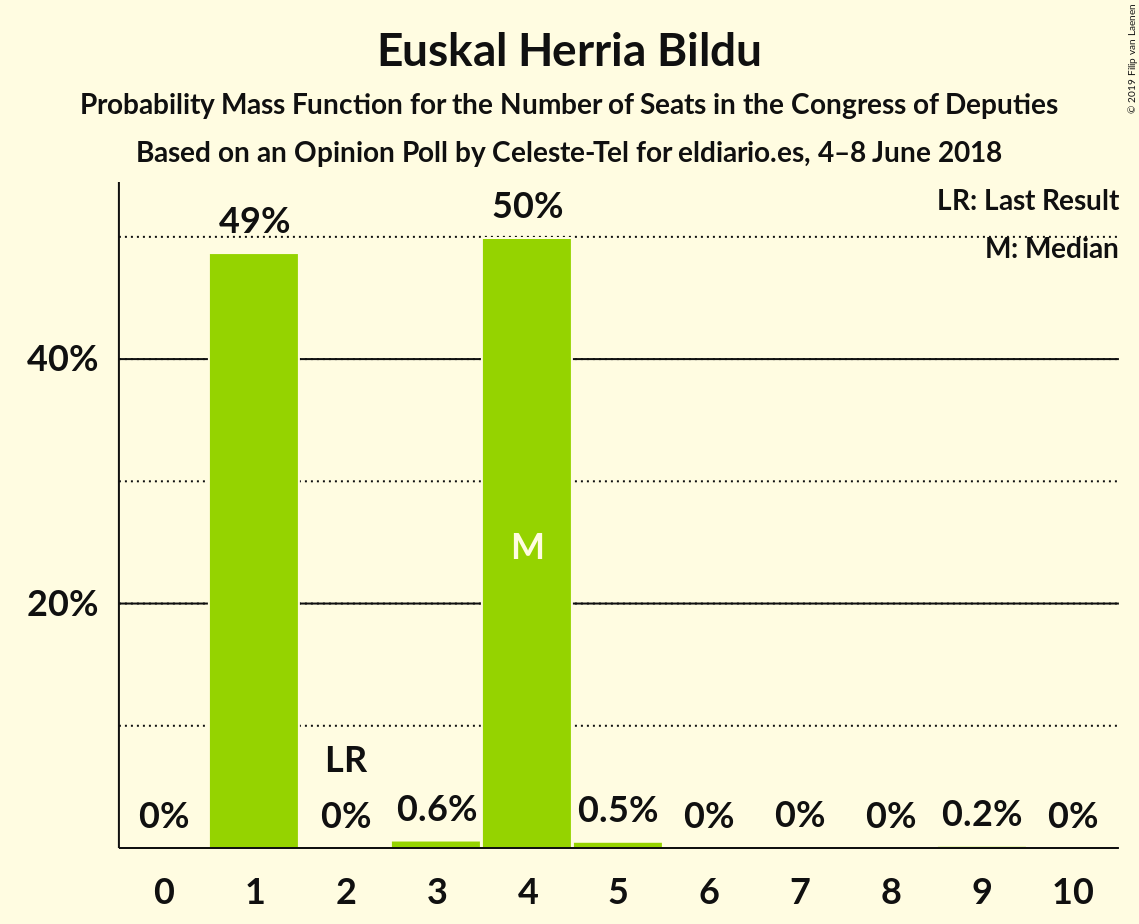 Euskal Herria Bildu
Probability Mass Function for the Number of Seats in the Congress of Deputies
Based on an Opinion Poll by Celeste-Tel for eldiario.es, 4–8 June 2018
© 2019 Filip van Laenen
LR: Last Result
M: Median
49%
50%
40%
20%
M
LR
0%
0%
0.6%
0.5%
0%
0%
0%
0.2%
0%
0 1 2 3 4 5 6 7 8 9 10